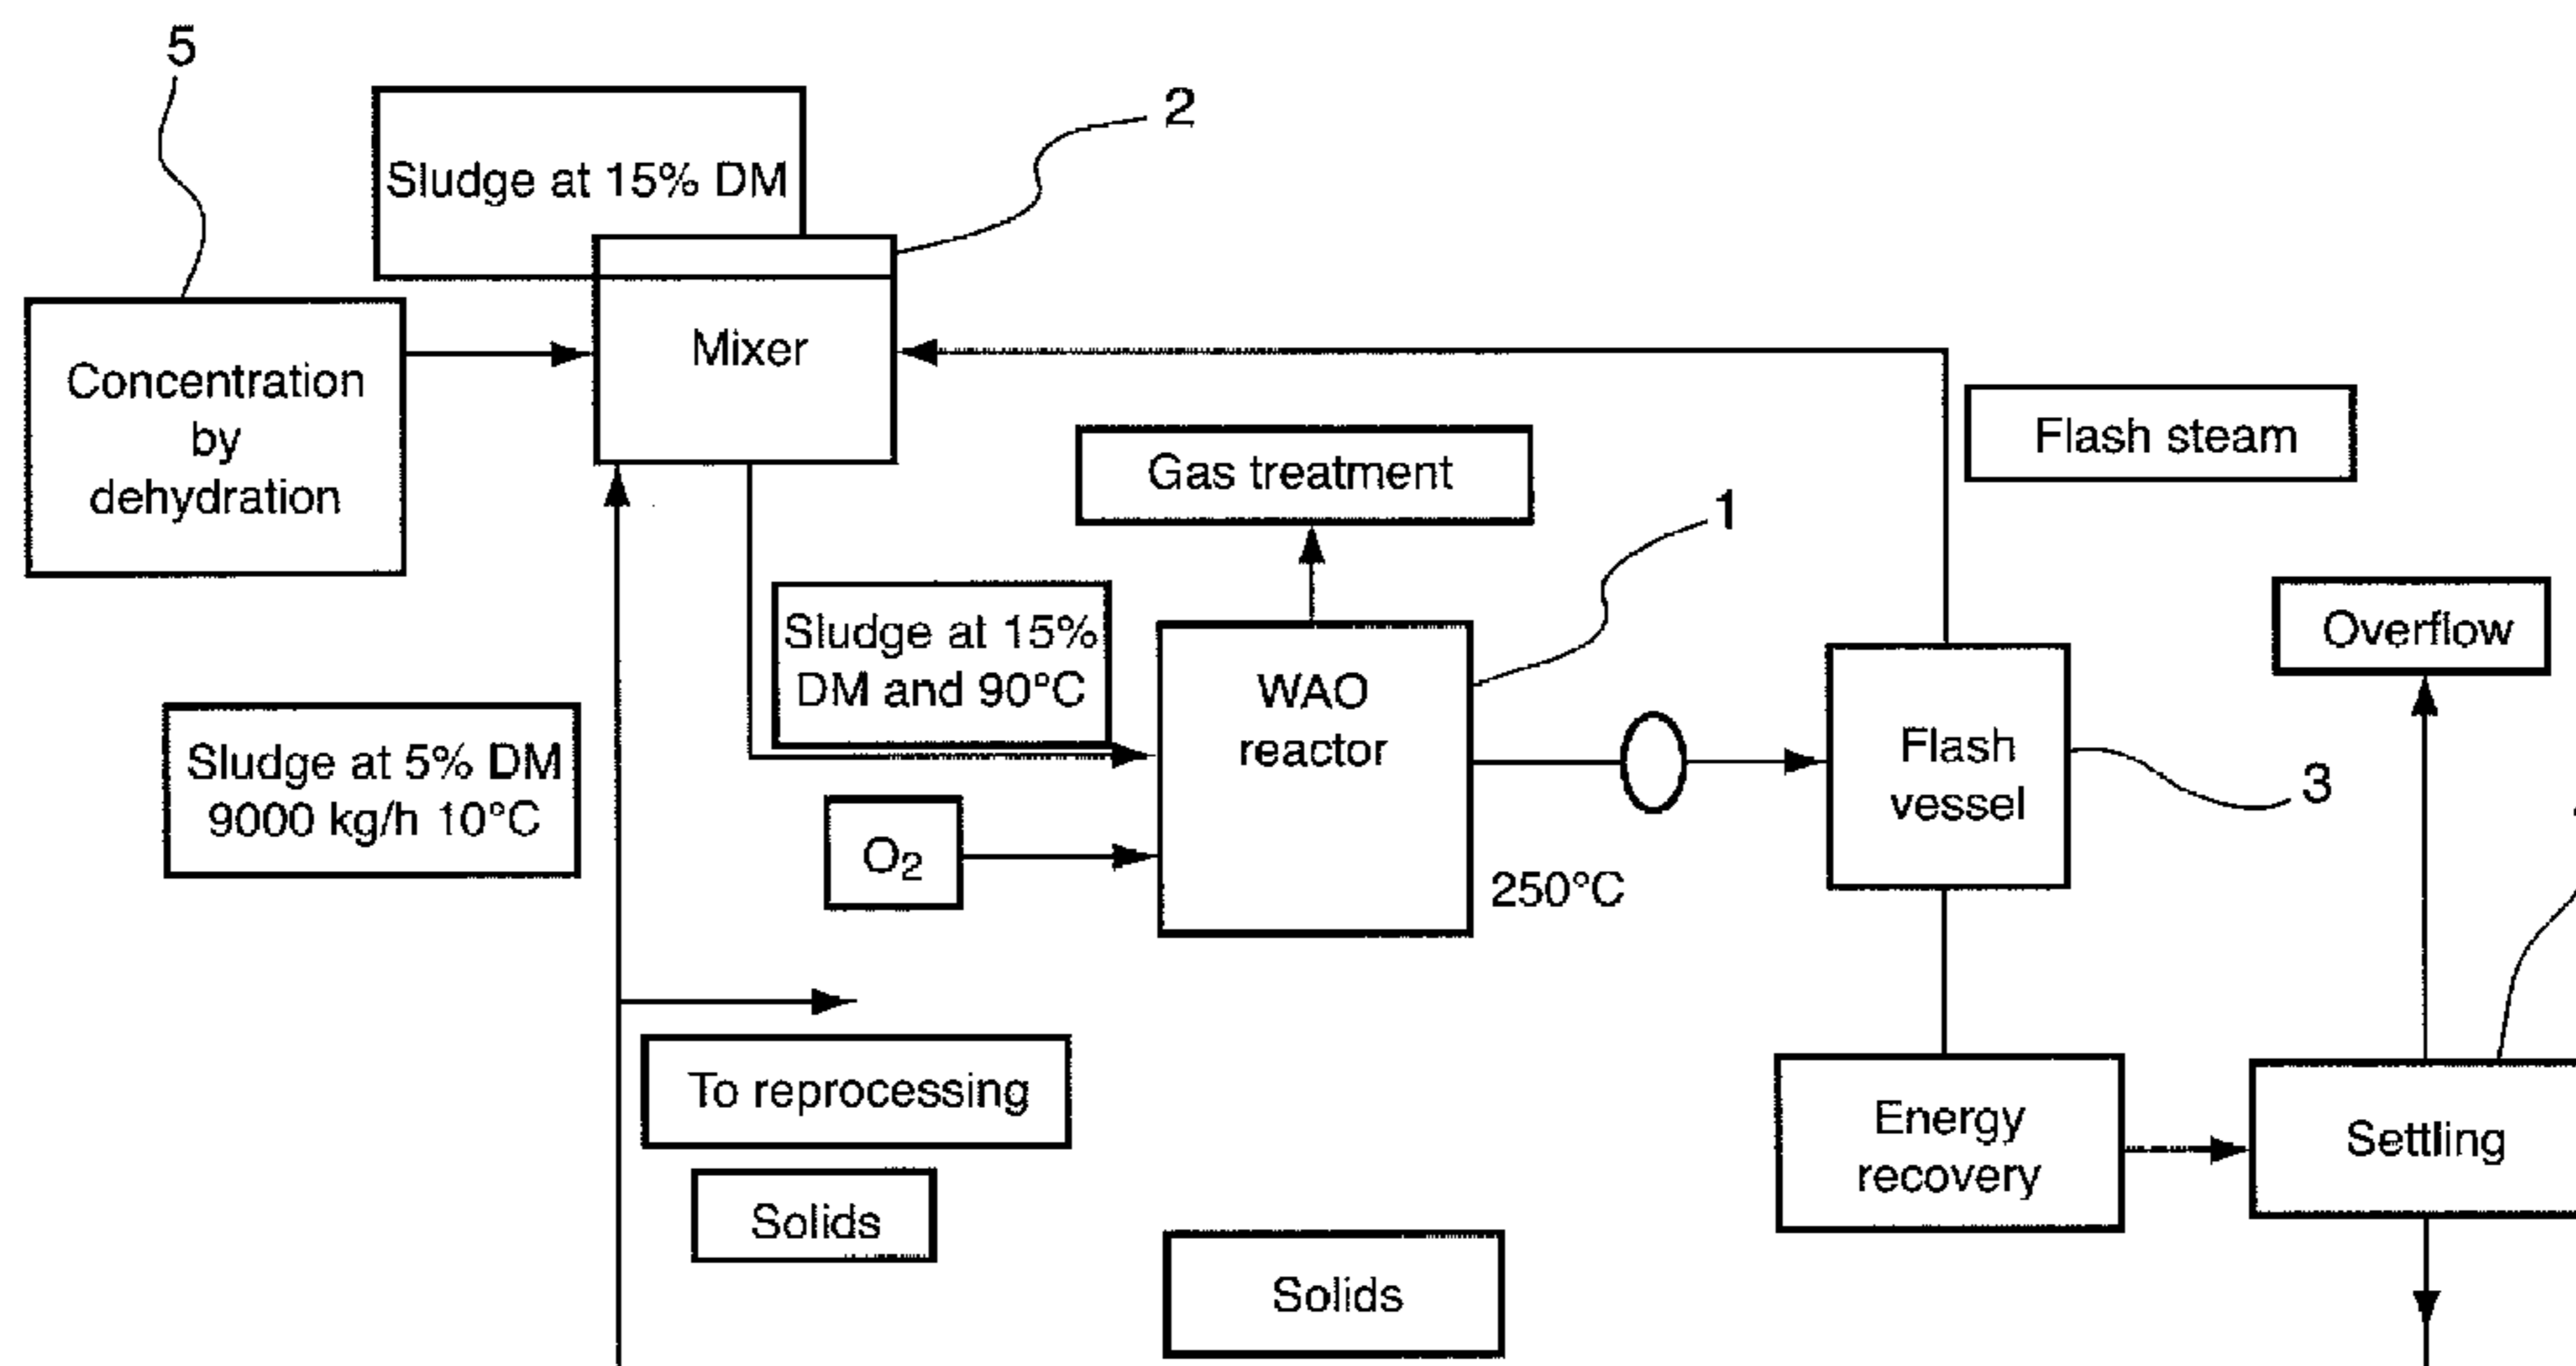 5
2
Sludge at 15% DM
Mixer
Concentration
by
dehydration
Flash steam
Gas treatment
1
Sludge at 15%
DM and 90°C
WAO
reactor
Overflow
Flash
vessel
3
Sludge at 5% DM
9000 kg/h 10°C
O₂
250°C
To reprocessing
Energy
recovery
Settling
Solids
Solids